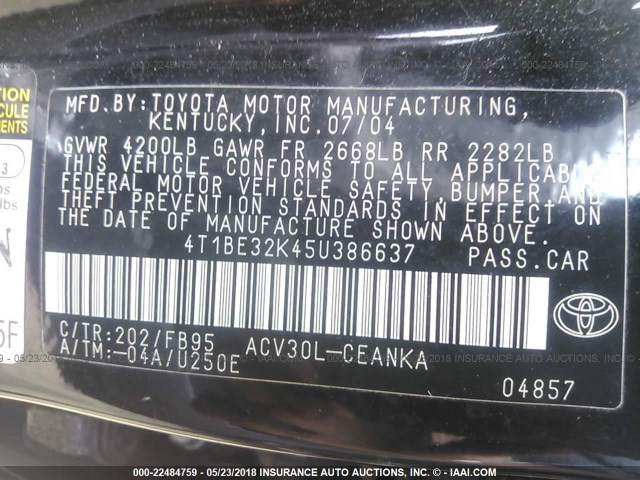 MFD.BY:TOYOTA MOTOR MANUFACTURING,
KENTUCKY,INC.07/04
GVWR 4200LB GAWR FR 2668LB RR 2282LB
THIS VEHICLE CONFORMS TO ALL APPLICABLE
FEDERAL MOTOR VEHICLE SAFETY,BUMPER AND
THEFT PREVENTION STANDARDS IN EFFECT ON
THE DATE OF MANUFACTURE SHOWN ABOVE.
4T1BE32K45U386637 PASS.CAR
C/TR:202/FB95 ACV30L-CEANKA
A/TM:-04A/U250E
04857
000-22484759 - 05/23/2018 INSURANCE AUTO AUCTIONS, INC. - IAAI.COM